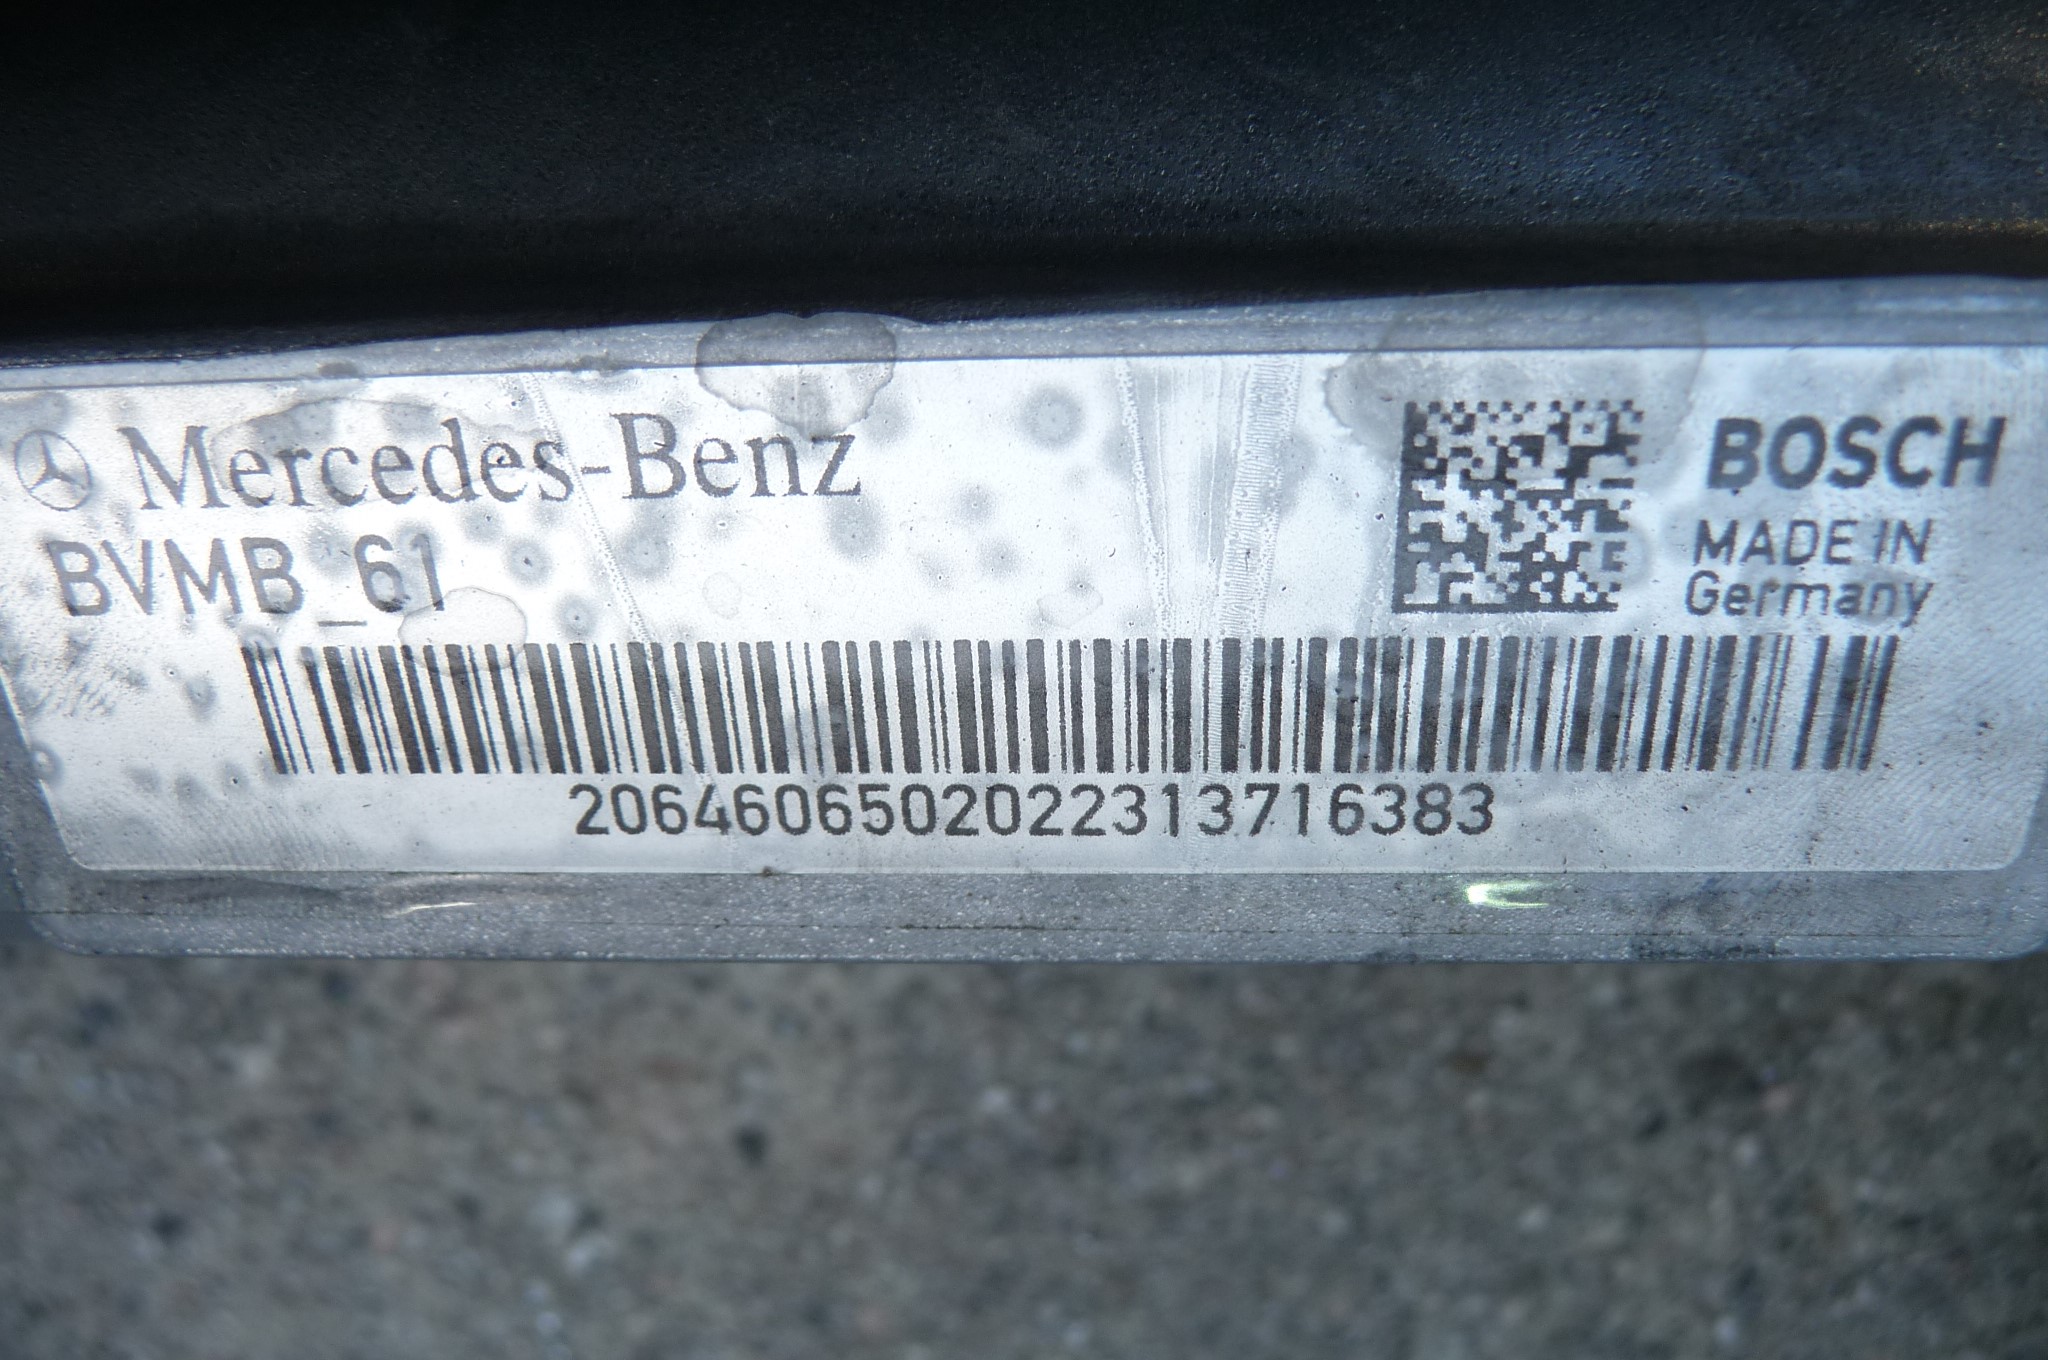 Mercedes-Benz
BVMB_61
BOSCH
MADE IN
Germany
2064606502022313716383